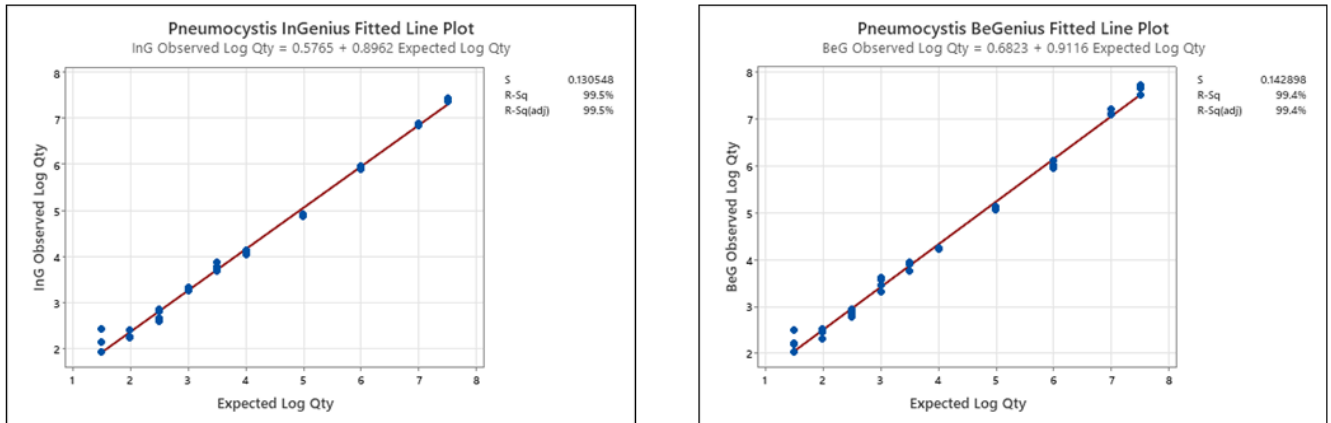 Pneumocystis InGenius Fitted Line Plot
InG Observed Log Qty = 0.5765 + 0.8962 Expected Log Qty
S 0.130548
R-Sq 99.5%
R-Sq(adj) 99.5%
8
7
6
5
4
3
2
InG Observed Log Qty
1 2 3 4 5 6 7 8
Expected Log Qty
Pneumocystis BeGenius Fitted Line Plot
BeG Observed Log Qty = 0.6823 + 0.9116 Expected Log Qty
S 0.142898
R-Sq 99.4%
R-Sq(adj) 99.4%
8
7
6
5
4
3
2
BeG Observed Log Qty
1 2 3 4 5 6 7 8
Expected Log Qty